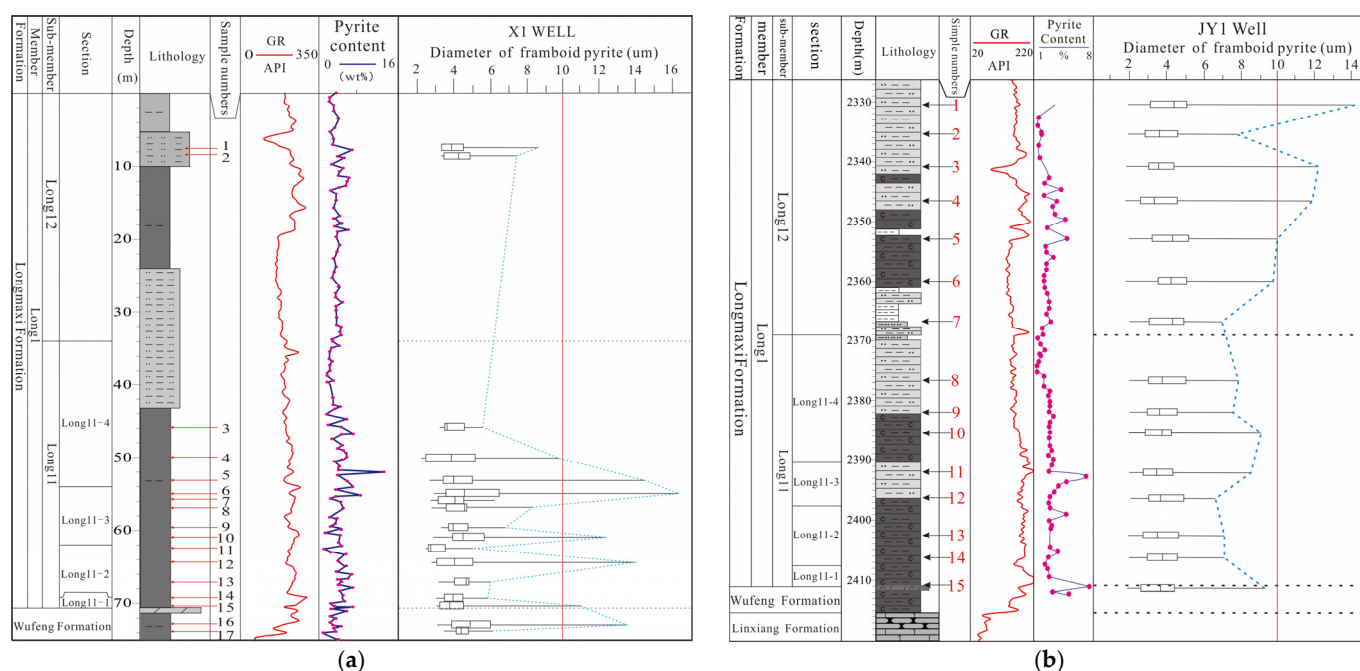 Formation
Member
Sub-member
Section
Depth
(m)
Lithology
Sample numbers
GR
0 350
API
Pyrite
content
0 16
(wt%)
X1 WELL
Diameter of framboid pyrite (um)
2 4 6 8 10 12 14 16
Longmaxi Formation
Long1
Long12
Long11
Long11-4
Long11-3
Long11-2
Long11-1
Wufeng Formation
10
20
30
40
50
60
70
1
2
3
4
5
6
7
8
9
10
11
12
13
14
15
16
17
(a)
Formation
member
sub-member
section
Depth(m)
Lithology
Simple numbers
GR
20 220
API
Pyrite
Content
1 8
%
JY1 Well
Diameter of framboid pyrite (um)
2 4 6 8 10 12 14
LongmaxiFormation
Long1
Long12
Long11
Long11-4
Long11-3
Long11-2
Long11-1
Wufeng Formation
Linxiang Formation
2330
2340
2350
2360
2370
2380
2390
2400
2410
1
2
3
4
5
6
7
8
9
10
11
12
13
14
15
(b)